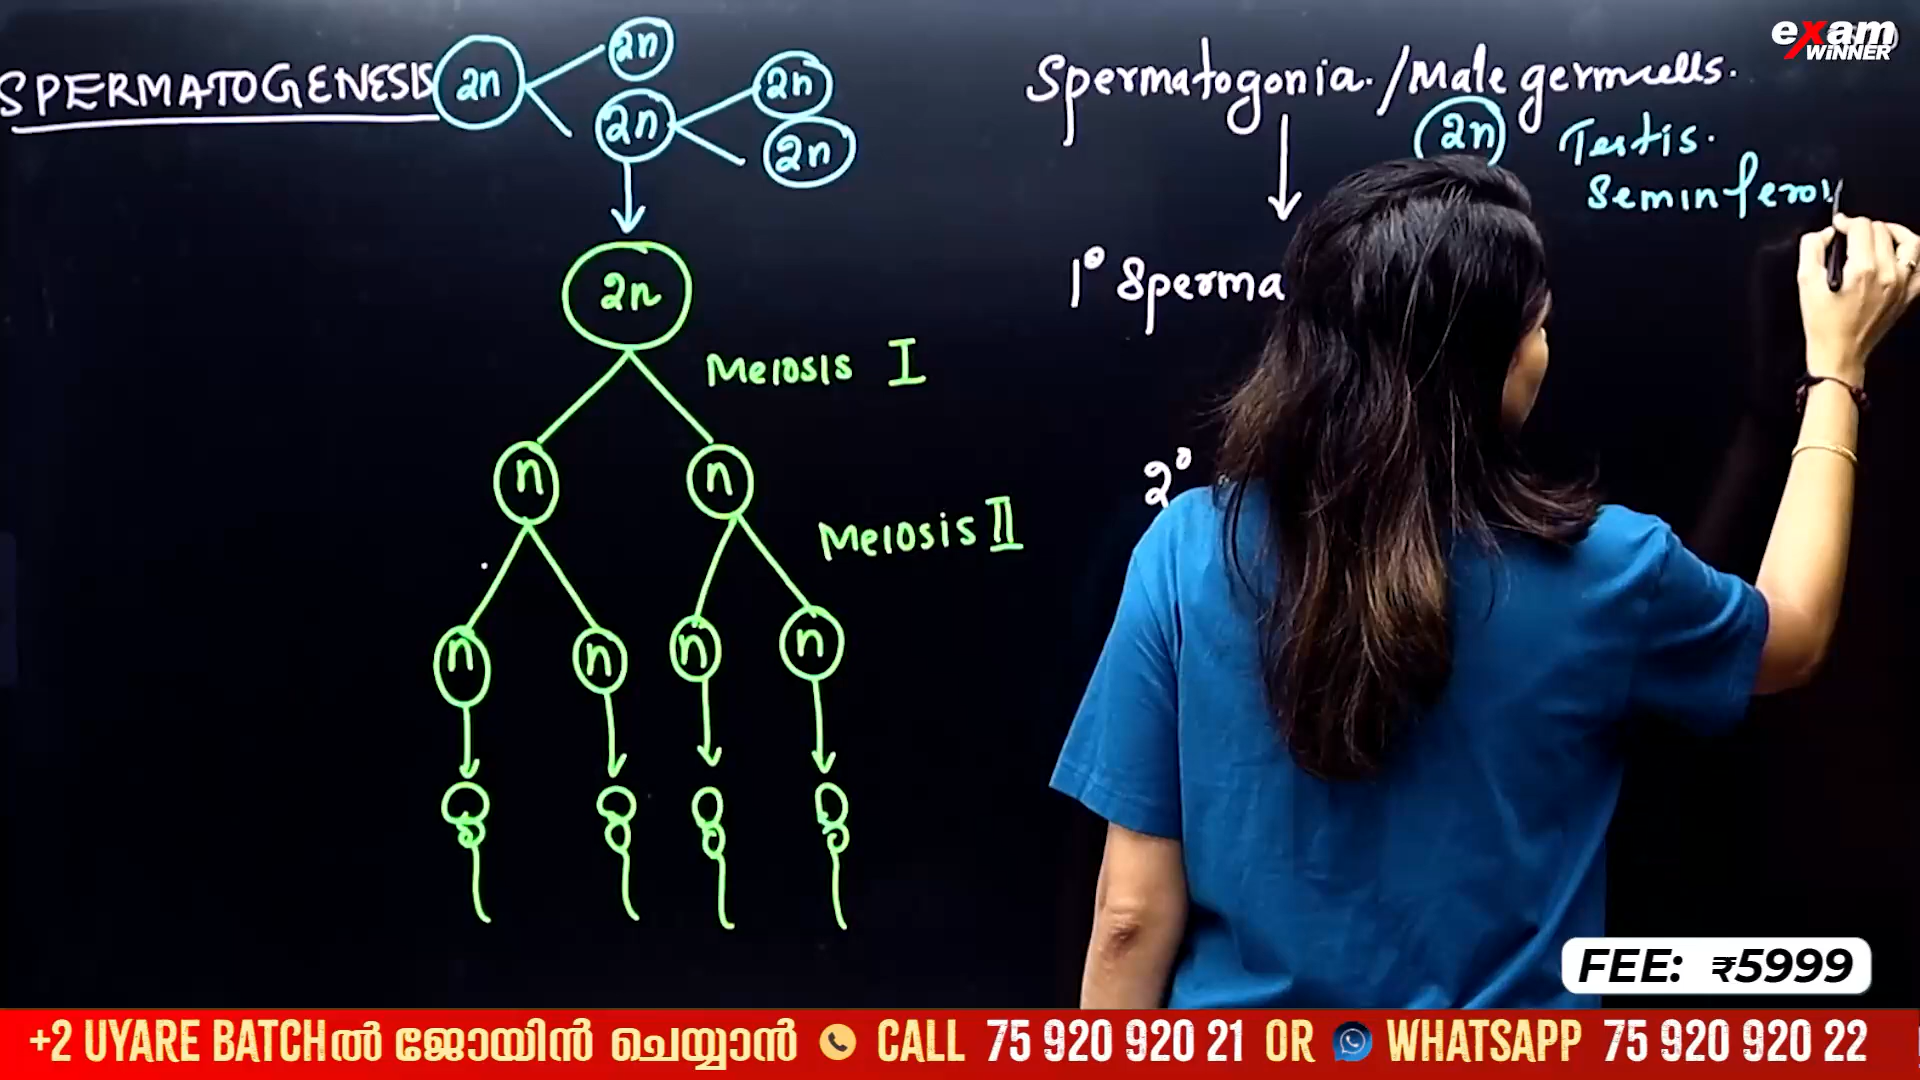 exam
WINNER
SPERMATOGENESIS
2n
2n
2n
2n
2n
2n
Meiosis I
n
n
Meiosis II
n
n
n
n
Spermatogonia. / Male germcells.
2n
Testis.
Seminferou
1° Sperma
2°
FEE: ₹5999
+2 UYARE BATCHൽ ജോയിൻ ചെയ്യാൻ CALL 75 920 920 21 OR WHATSAPP 75 920 920 22